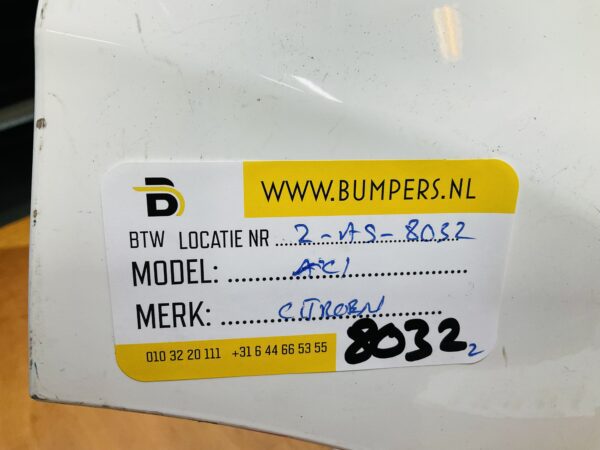 B
WWW.BUMPERS.NL
BTW LOCATIE NR 2-AS-8032
MODEL:
MERK: CITROEN
010 32 20 111 +31 6 44 66 53 55 8032 2